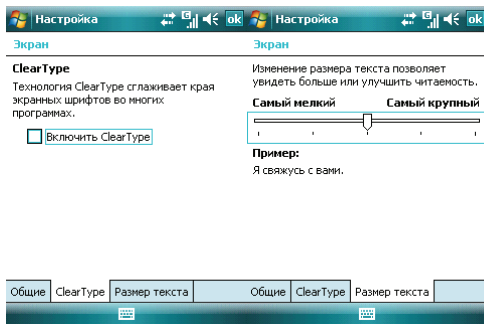 Настройка
ok
Экран
ClearType
Технология ClearType сглаживает края
экранных шрифтов во многих
программах.
Включить ClearType
Общие
ClearType
Размер текста
Настройка
ok
Экран
Изменение размера текста позволяет
увидеть больше или улучшить читаемость.
Самый мелкий
Самый крупный
Пример:
Я свяжусь с вами.
Общие
ClearType
Размер текста